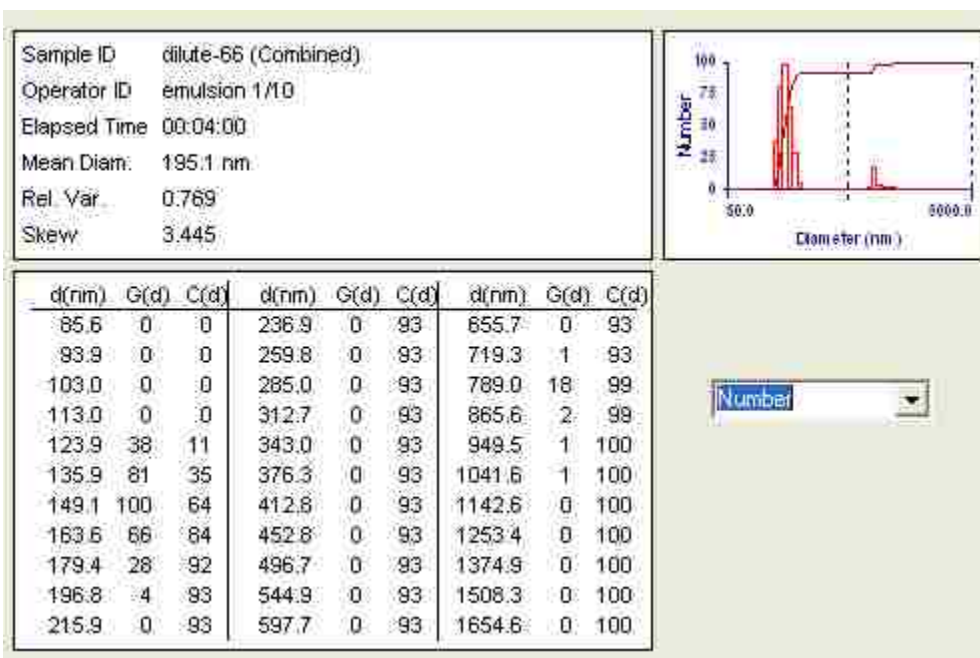 Sample ID dilute-66 (Combined)
Operator ID emulsion 1/10
Elapsed Time 00:04:00
Mean Diam. 195.1 nm
Rel. Var. 0.769
Skew 3.445
Number
100
75
50
25
0
50.0 5000.0
Diameter (nm)
d(nm) G(d) C(d) d(nm) G(d) C(d) d(nm) G(d) C(d)
85.6 0 0 236.9 0 93 655.7 0 93
93.9 0 0 259.8 0 93 719.3 1 93
103.0 0 0 285.0 0 93 789.0 18 99
113.0 0 0 312.7 0 93 865.6 2 99
123.9 38 11 343.0 0 93 949.5 1 100
135.9 81 35 376.3 0 93 1041.6 1 100
149.1 100 64 412.8 0 93 1142.6 0 100
163.6 66 84 452.8 0 93 1253.4 0 100
179.4 28 92 496.7 0 93 1374.9 0 100
196.8 4 93 544.9 0 93 1508.3 0 100
215.9 0 93 597.7 0 93 1654.6 0 100
Number